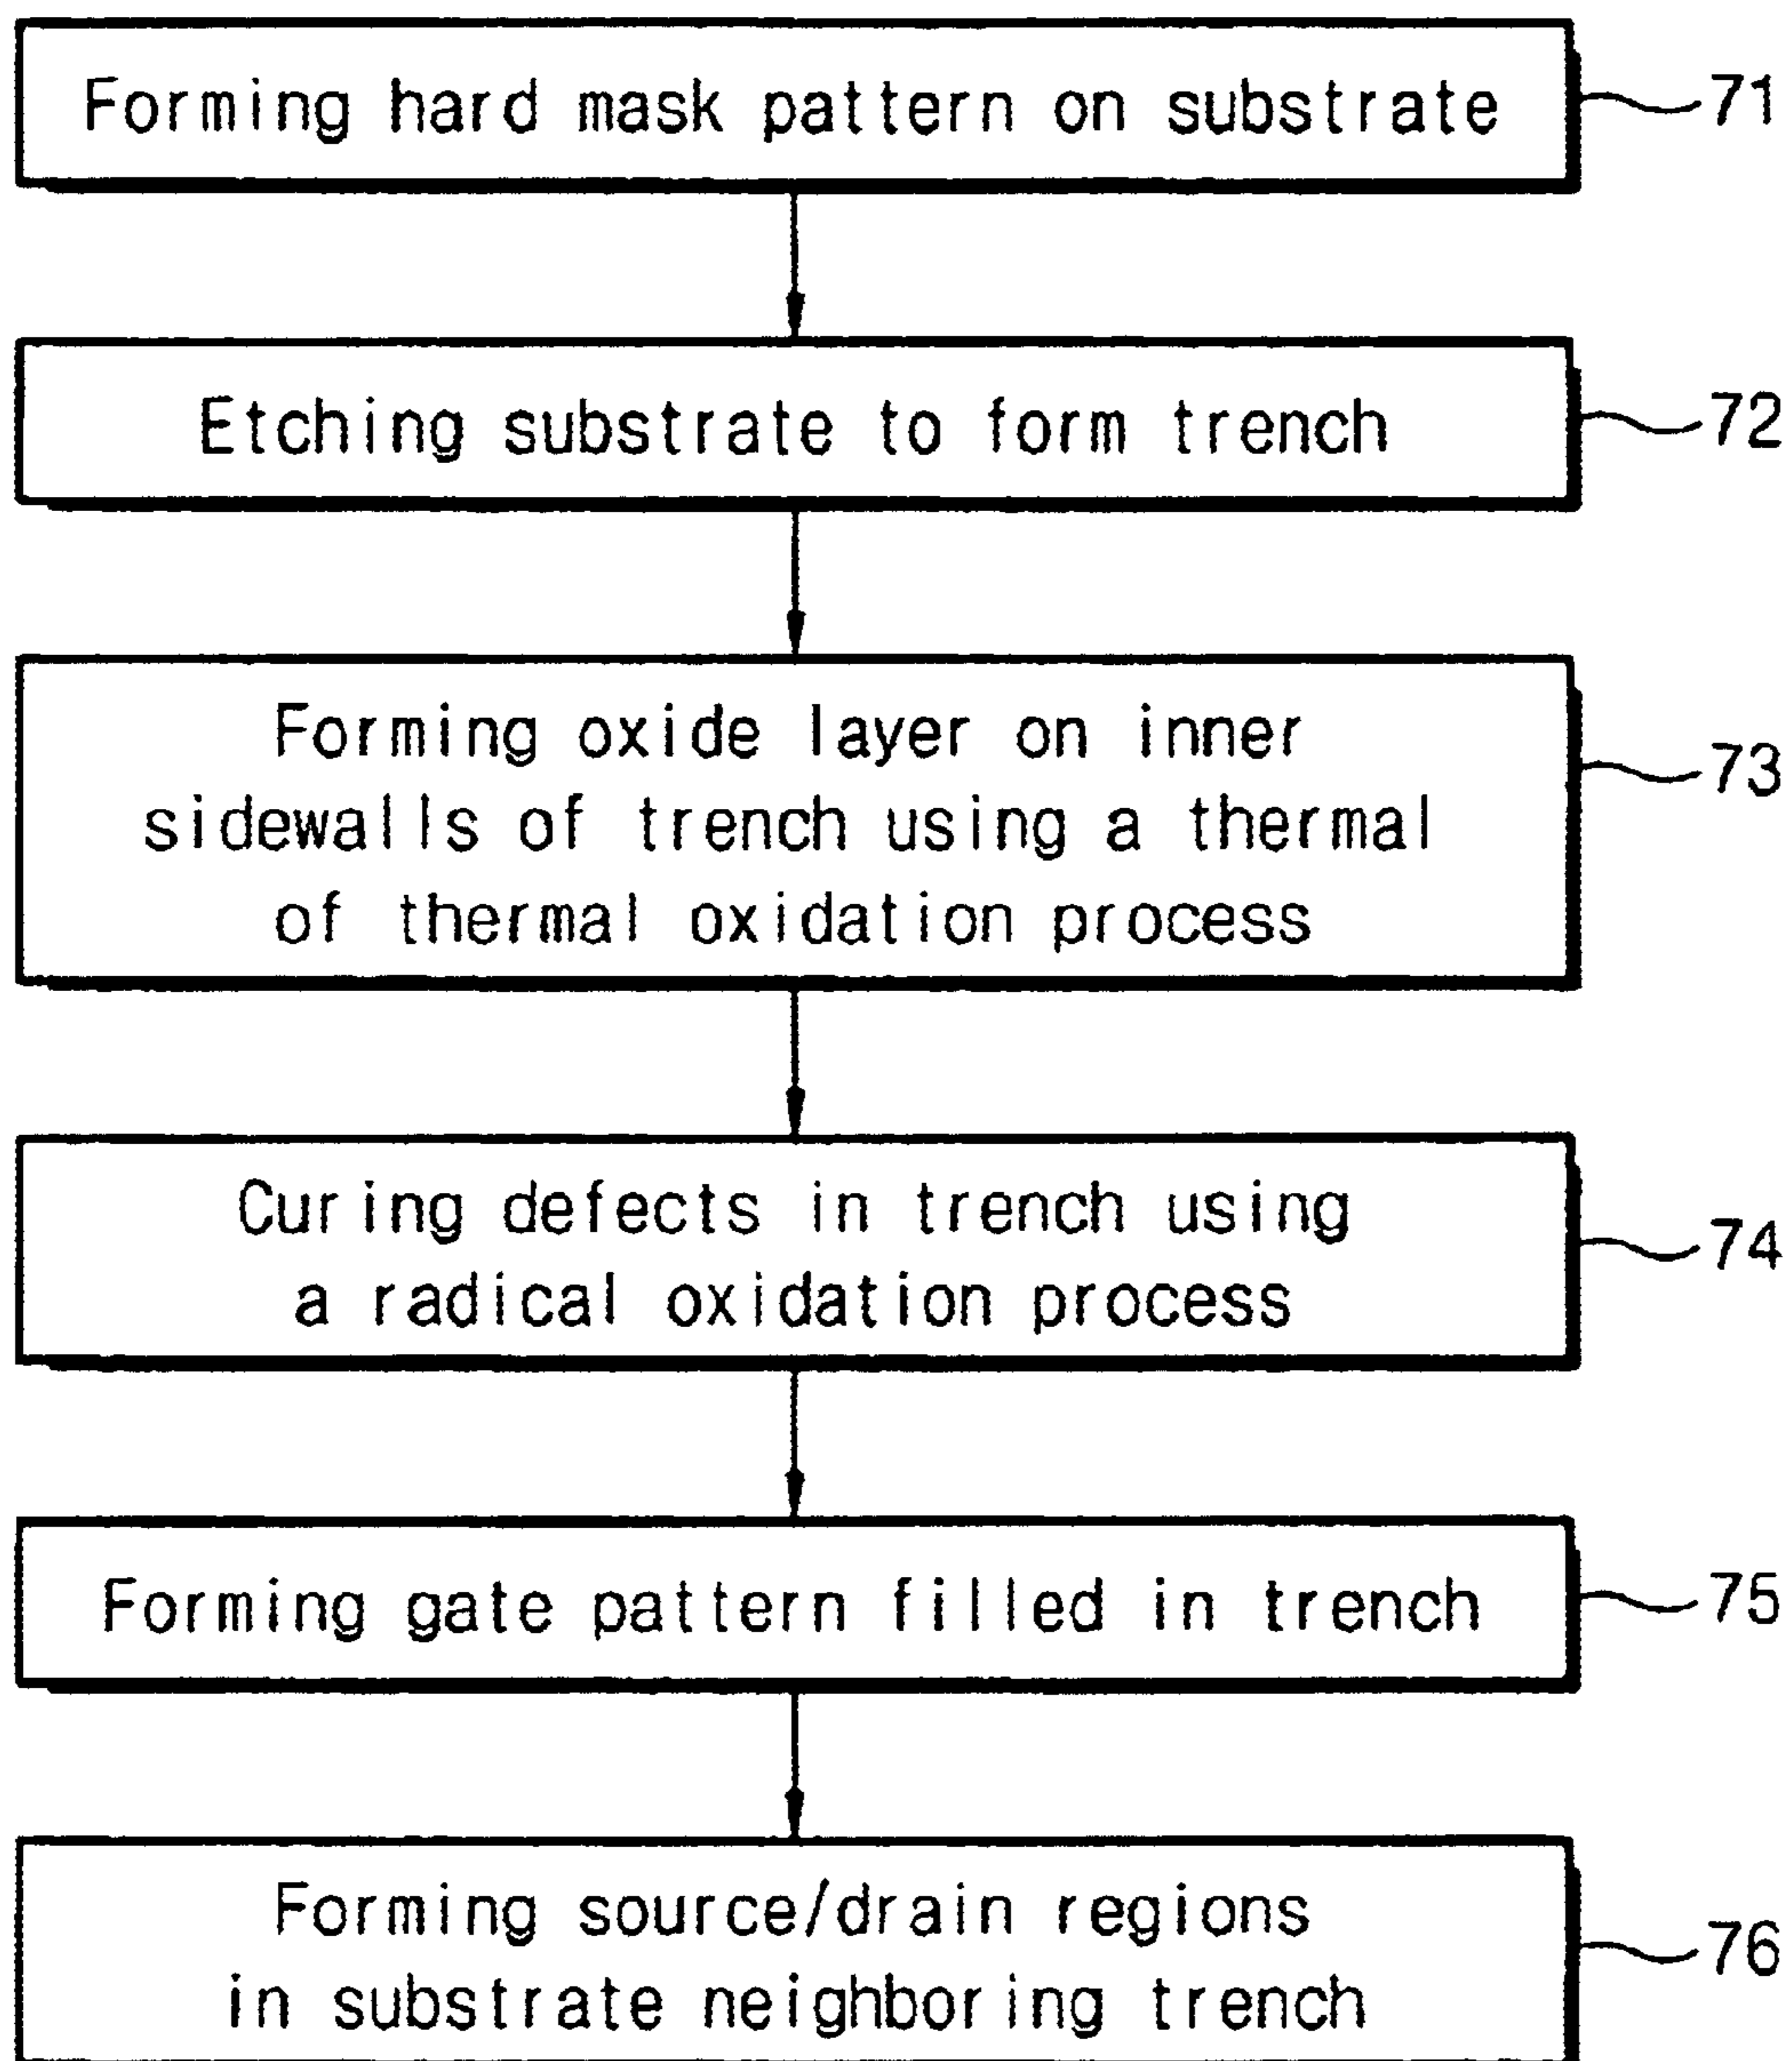 Forming hard mask pattern on substrate
71
Etching substrate to form trench
72
Forming oxide layer on inner
sidewalls of trench using a thermal
of thermal oxidation process
73
Curing defects in trench using
a radical oxidation process
74
Forming gate pattern filled in trench
75
Forming source/drain regions
in substrate neighboring trench
76